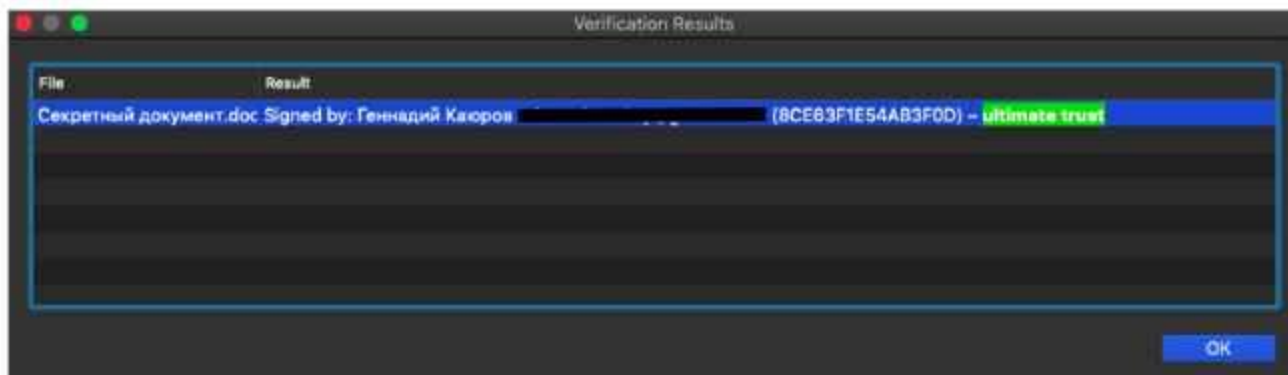 Verification Results
File Result
Секретный документ.doc Signed by: Геннадий Каюров (8CE63F1E54AB3F0D) – ultimate trust
OK